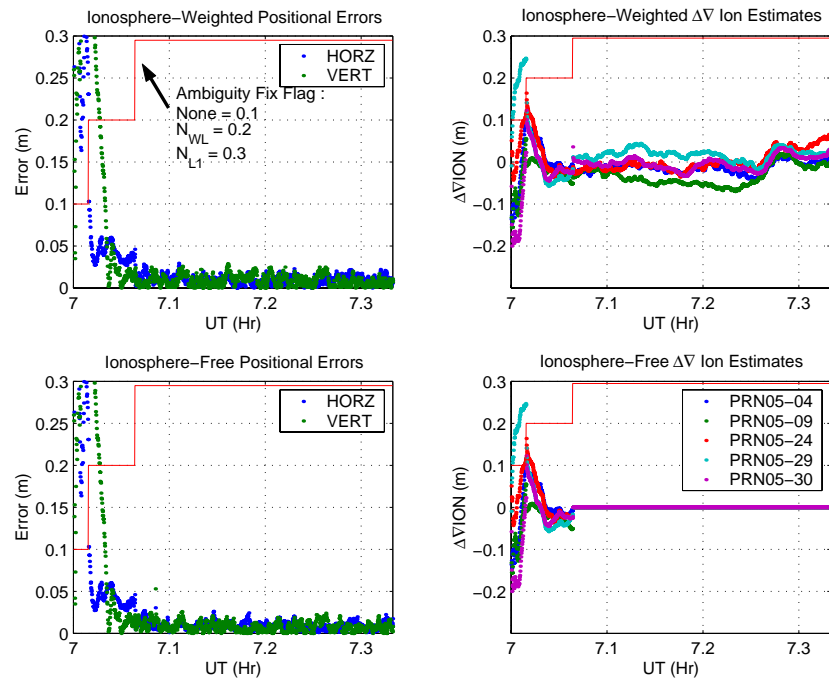 Ionosphere−Weighted Positional Errors
0.3
0.25
0.2
0.15
0.1
0.05
0
Error (m)
HORZ
VERT
Ambiguity Fix Flag :
None = 0.1
N_WL = 0.2
N_L1 = 0.3
7 7.1 7.2 7.3
UT (Hr)
Ionosphere−Weighted Δ∇ Ion Estimates
0.3
0.2
0.1
0
−0.1
−0.2
Δ∇ION (m)
7 7.1 7.2 7.3
UT (Hr)
Ionosphere−Free Positional Errors
0.3
0.25
0.2
0.15
0.1
0.05
0
Error (m)
HORZ
VERT
7 7.1 7.2 7.3
UT (Hr)
Ionosphere−Free Δ∇ Ion Estimates
0.3
0.2
0.1
0
−0.1
−0.2
Δ∇ION (m)
PRN05−04
PRN05−09
PRN05−24
PRN05−29
PRN05−30
7 7.1 7.2 7.3
UT (Hr)